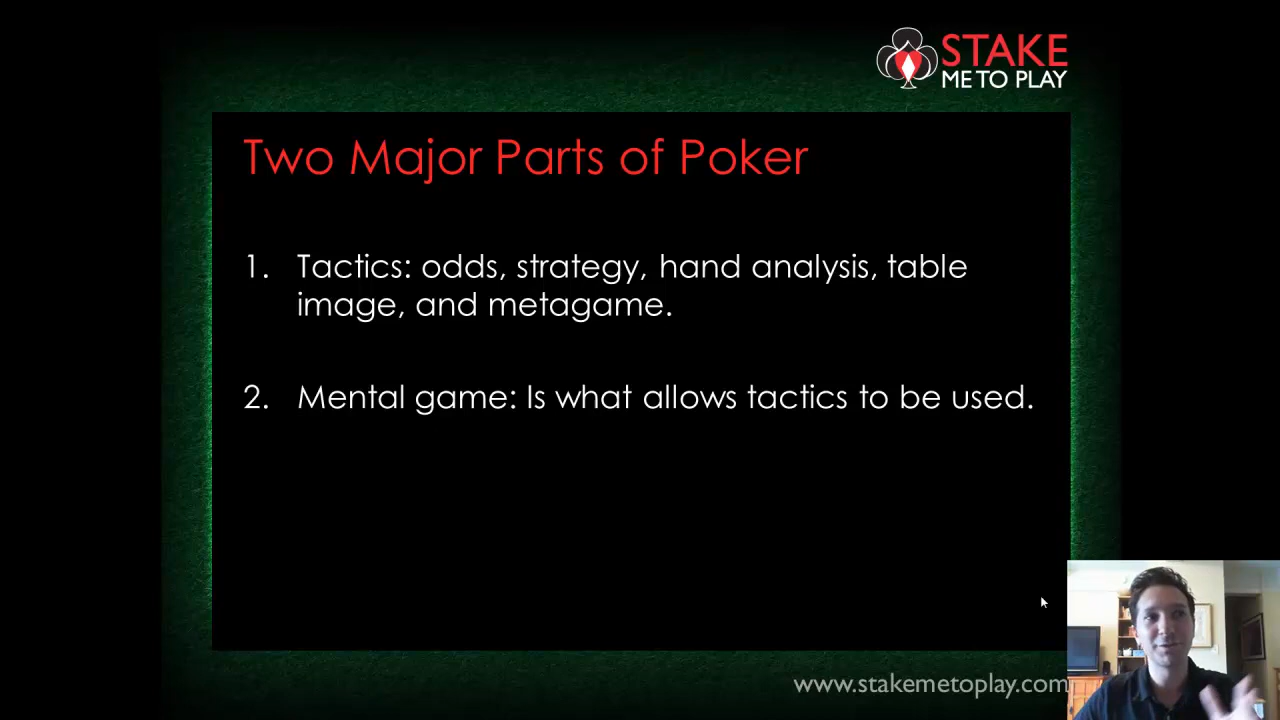 STAKE
ME TO PLAY
Two Major Parts of Poker
1. Tactics: odds, strategy, hand analysis, table
image, and metagame.
2. Mental game: Is what allows tactics to be used.
www.stakemetoplay.com